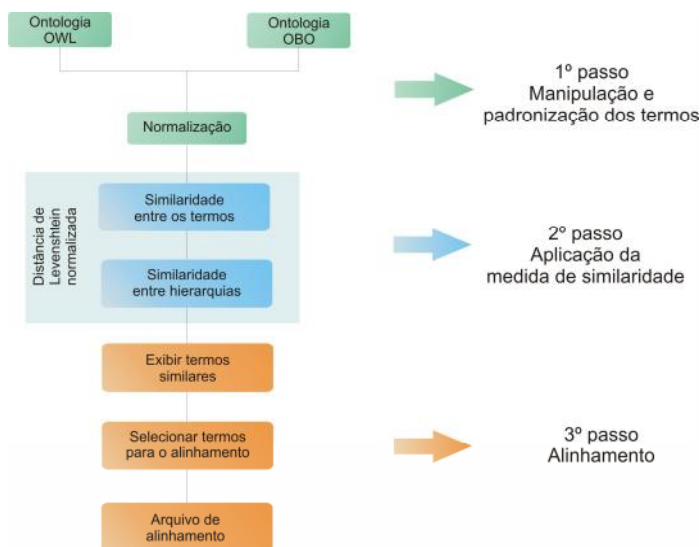 Ontologia
OWL
Ontologia
OBO
1º passo
Manipulação e
padronização dos termos
Normalização
Distância de
Levenshtein
normalizada
Similaridade
entre os termos
Similaridade
entre hierarquias
2º passo
Aplicação da
medida de similaridade
Exibir termos
similares
Selecionar termos
para o alinhamento
3º passo
Alinhamento
Arquivo de
alinhamento